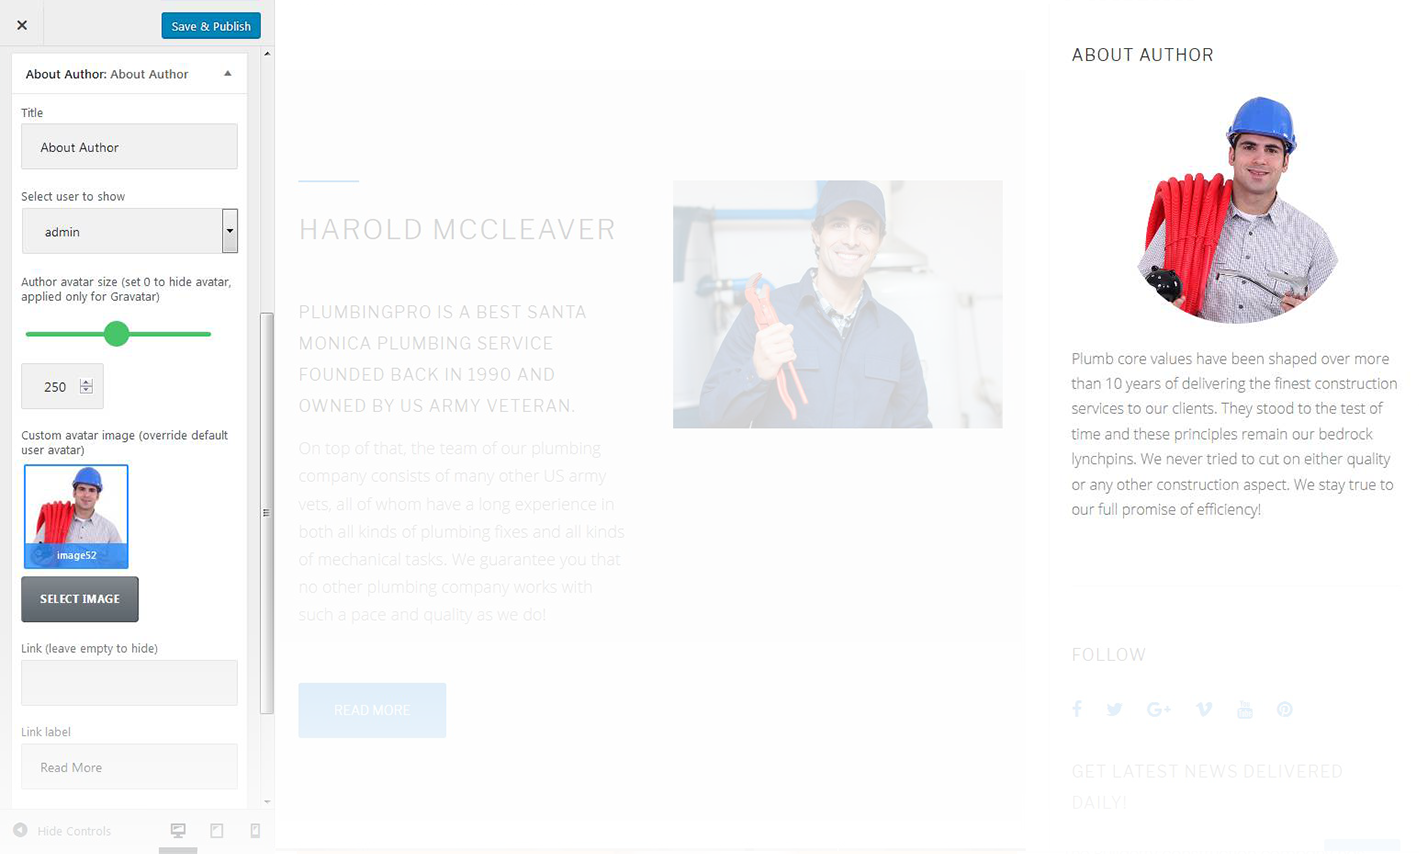 Save & Publish
About Author: About Author
Title
About Author
Select user to show
admin
Author avatar size (set 0 to hide avatar,
applied only for Gravatar)
250
Custom avatar image (override default
user avatar)
image52
SELECT IMAGE
Link (leave empty to hide)
Link label
Read More
Hide Controls
HAROLD MCCLEAVER
PLUMBINGPRO IS A BEST SANTA
MONICA PLUMBING SERVICE
FOUNDED BACK IN 1990 AND
OWNED BY US ARMY VETERAN.
On top of that, the team of our plumbing
company consists of many other US army
vets, all of whom have a long experience in
both all kinds of plumbing fixes and all kinds
of mechanical tasks. We guarantee you that
no other plumbing company works with
such a pace and quality as we do!
READ MORE
ABOUT AUTHOR
Plumb core values have been shaped over more
than 10 years of delivering the finest construction
services to our clients. They stood to the test of
time and these principles remain our bedrock
lynchpins. We never tried to cut on either quality
or any other construction aspect. We stay true to
our full promise of efficiency!
FOLLOW
GET LATEST NEWS DELIVERED
DAILY!